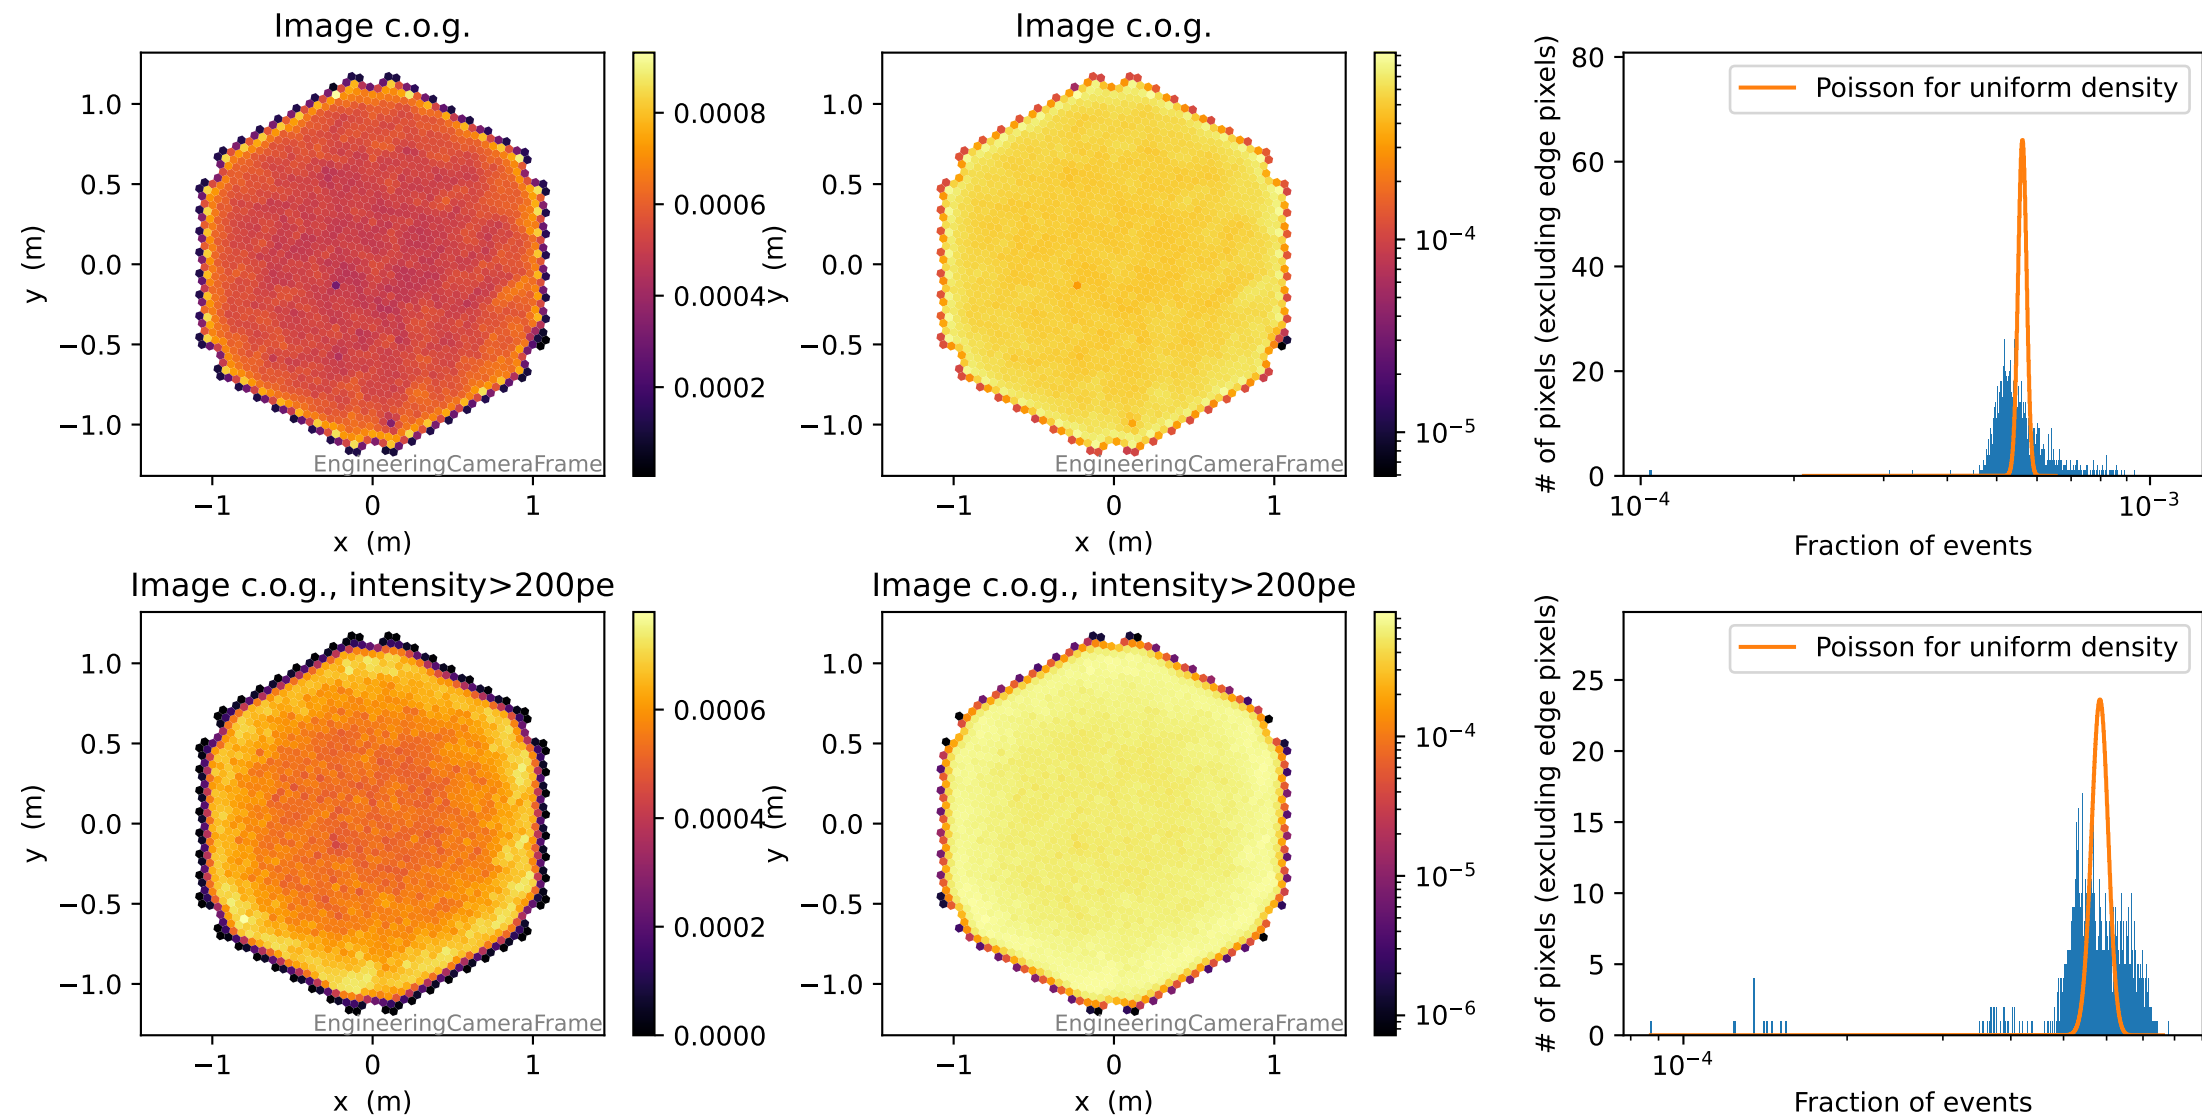 Image c.o.g.
1.0
0.5
0.0
−0.5
−1.0
y (m)
−1
0
1
x (m)
EngineeringCameraFrame
0.0008
0.0006
0.0004
0.0002
Image c.o.g.
1.0
0.5
0.0
−0.5
−1.0
y (m)
−1
0
1
x (m)
EngineeringCameraFrame
10⁻⁴
10⁻⁵
80
60
40
20
0
# of pixels (excluding edge pixels)
Poisson for uniform density
10⁻⁴
10⁻³
Fraction of events
Image c.o.g., intensity>200pe
1.0
0.5
0.0
−0.5
−1.0
y (m)
−1
0
1
x (m)
EngineeringCameraFrame
0.0006
0.0004
0.0002
0.0000
Image c.o.g., intensity>200pe
1.0
0.5
0.0
−0.5
−1.0
y (m)
−1
0
1
x (m)
EngineeringCameraFrame
10⁻⁴
10⁻⁵
10⁻⁶
25
20
15
10
5
0
# of pixels (excluding edge pixels)
Poisson for uniform density
10⁻⁴
Fraction of events